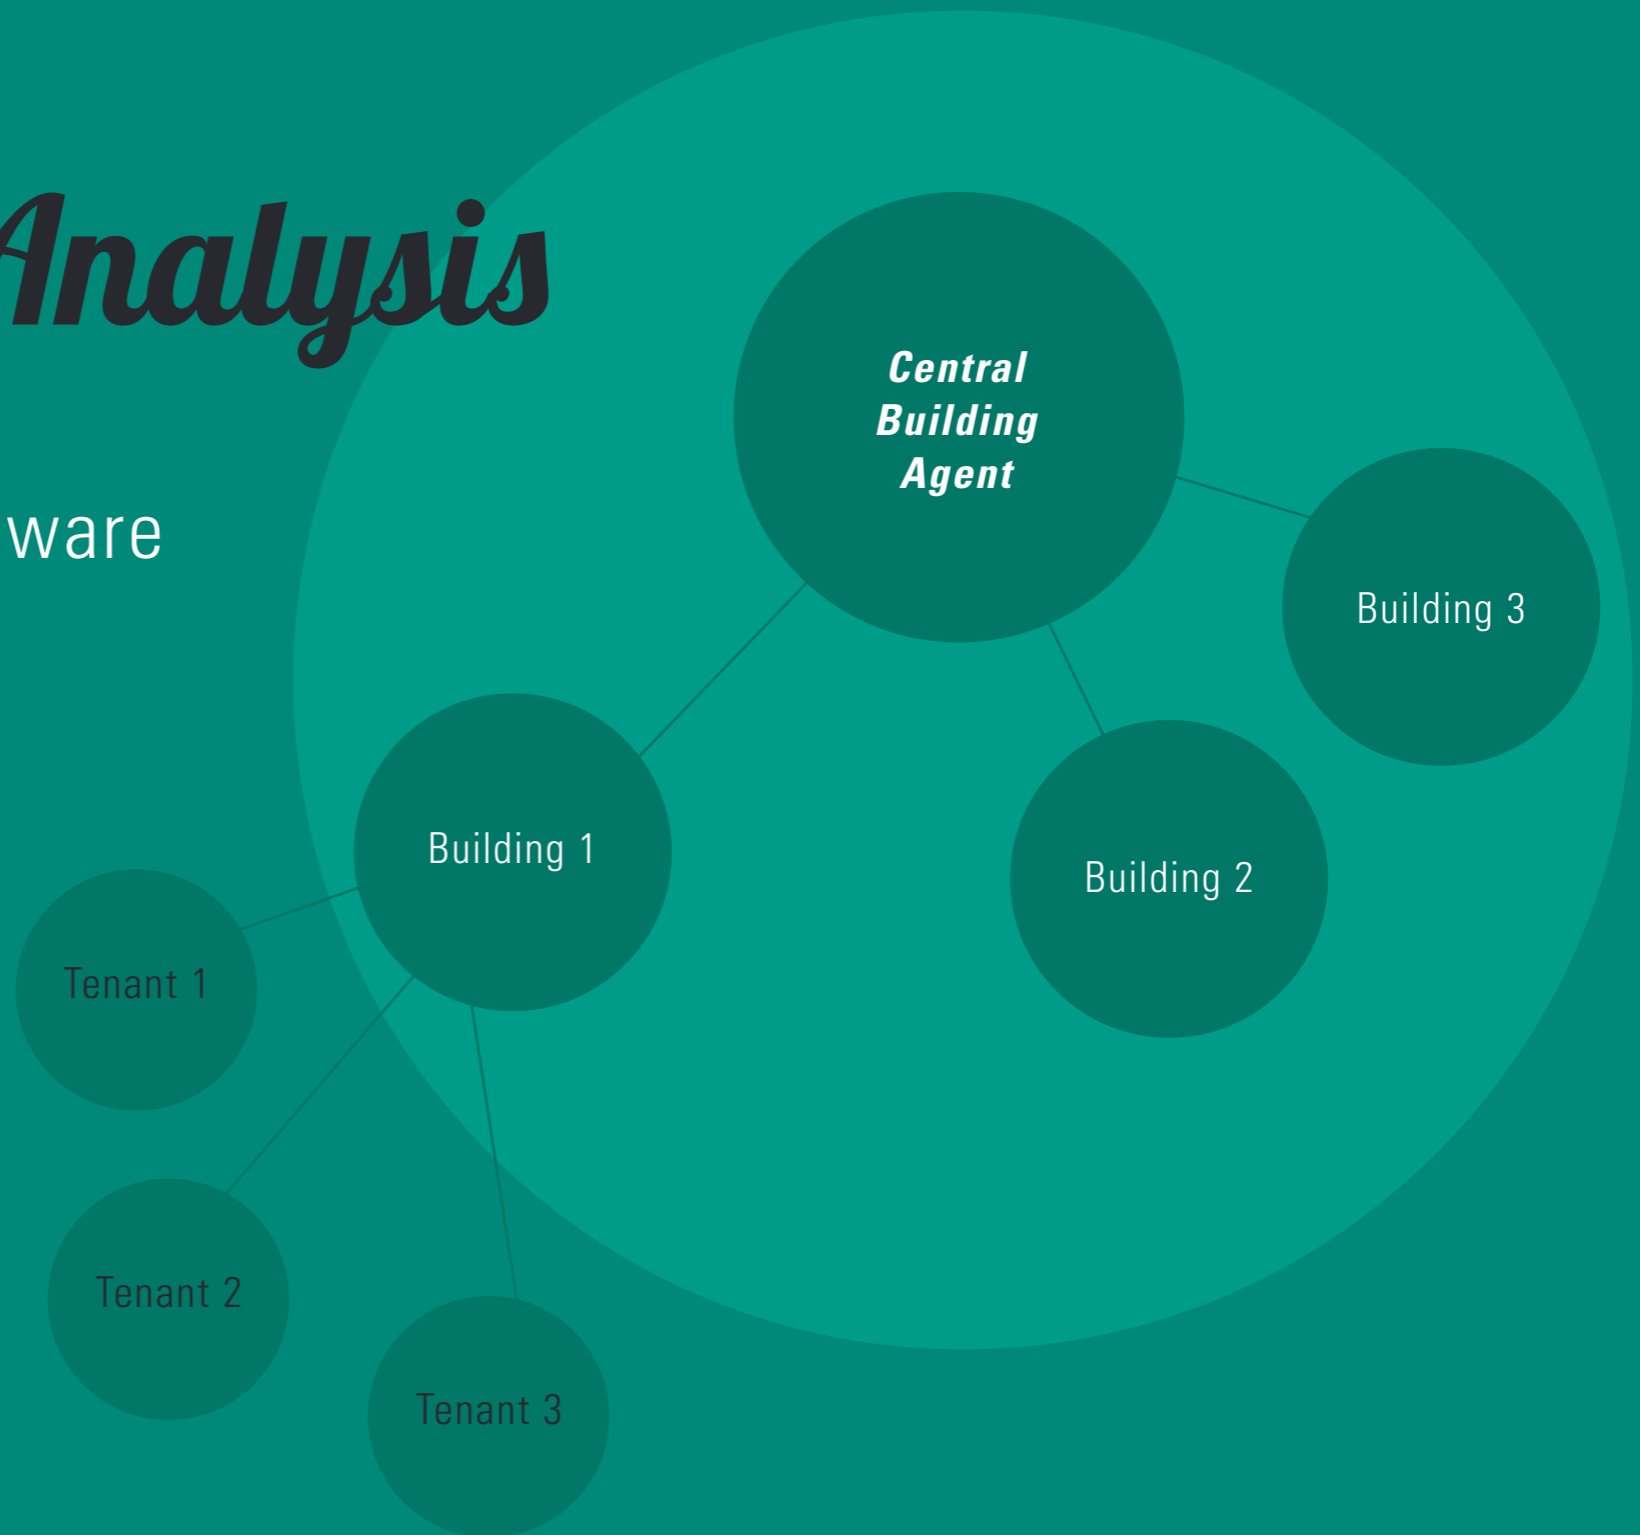 Analysis
ware
Central
Building
Agent
Building 3
Building 1
Building 2
Tenant 1
Tenant 2
Tenant 3